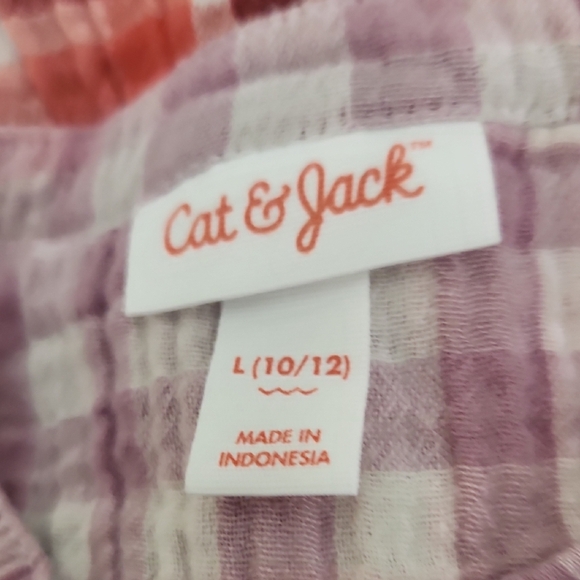 Cat & Jack™
L (10/12)
MADE IN
INDONESIA